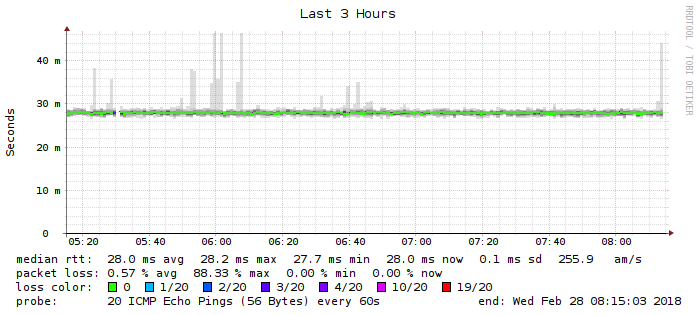 Last 3 Hours
RRDTOOL / TOBI OETIKER
Seconds
40 m
30 m
20 m
10 m
0
05:20 05:40 06:00 06:20 06:40 07:00 07:20 07:40 08:00
median rtt: 28.0 ms avg 28.2 ms max 27.7 ms min 28.0 ms now 0.1 ms sd 255.9 am/s
packet loss: 0.57 % avg 88.33 % max 0.00 % min 0.00 % now
loss color: 0 1/20 2/20 3/20 4/20 10/20 19/20
probe: 20 ICMP Echo Pings (56 Bytes) every 60s end: Wed Feb 28 08:15:03 2018